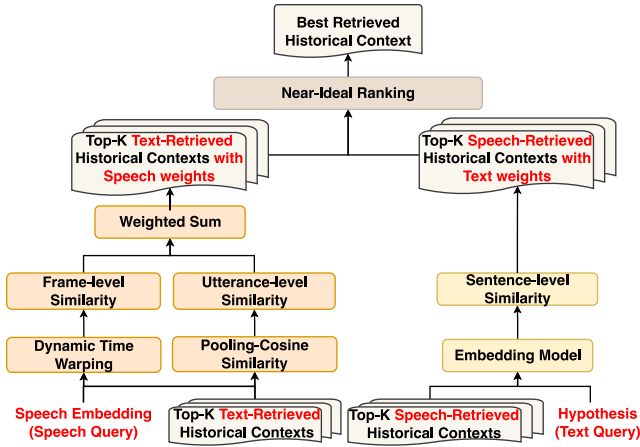 Best Retrieved
Historical Context
Near-Ideal Ranking
Top-K Text-Retrieved
Historical Contexts with
Speech weights
Top-K Speech-Retrieved
Historical Contexts with
Text weights
Weighted Sum
Frame-level
Similarity
Utterance-level
Similarity
Sentence-level
Similarity
Dynamic Time
Warping
Pooling-Cosine
Similarity
Embedding Model
Speech Embedding
(Speech Query)
Top-K Text-Retrieved
Historical Contexts
Top-K Speech-Retrieved
Historical Contexts
Hypothesis
(Text Query)